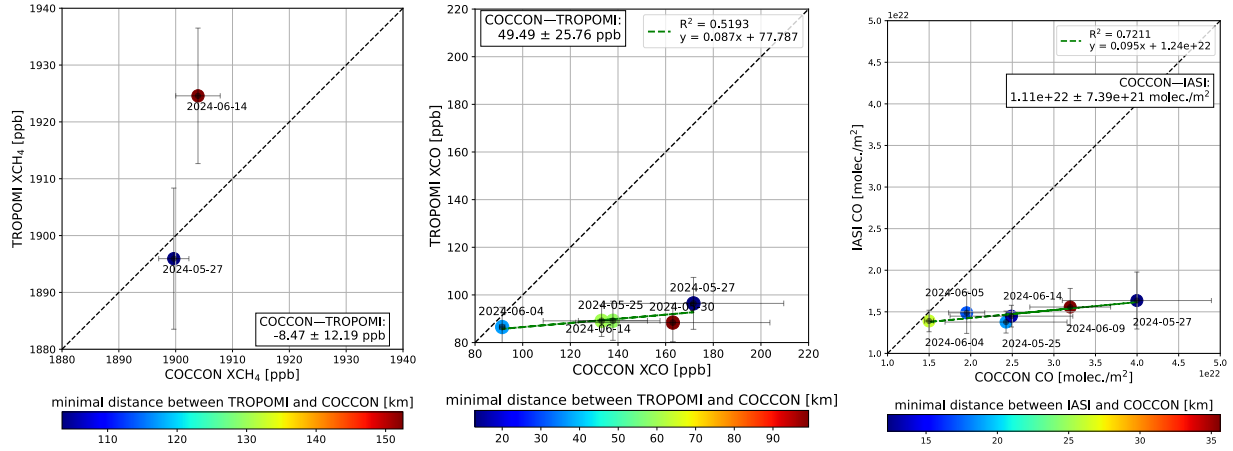 1940
1930
1920
1910
1900
1890
1880
TROPOMI XCH₄ [ppb]
2024-06-14
2024-05-27
COCCON—TROPOMI:
-8.47 ± 12.19 ppb
1880 1890 1900 1910 1920 1930 1940
COCCON XCH₄ [ppb]
minimal distance between TROPOMI and COCCON [km]
110 120 130 140 150
220
200
180
160
140
120
100
80
TROPOMI XCO [ppb]
COCCON—TROPOMI:
49.49 ± 25.76 ppb
R² = 0.5193
y = 0.087x + 77.787
2024-05-27
2024-06-04
2024-05-25
2024-06-14
80 100 120 140 160 180 200 220
COCCON XCO [ppb]
minimal distance between TROPOMI and COCCON [km]
20 30 40 50 60 70 80 90
1e22
5.0
4.5
4.0
3.5
3.0
2.5
2.0
1.5
1.0
IASI CO [molec./m²]
R² = 0.7211
y = 0.095x + 1.24e+22
COCCON—IASI:
1.11e+22 ± 7.39e+21 molec./m²
2024-06-05
2024-06-14
2024-06-09
2024-05-27
2024-06-04
2024-05-25
1.0 1.5 2.0 2.5 3.0 3.5 4.0 4.5 5.0
1e22
COCCON CO [molec./m²]
minimal distance between IASI and COCCON [km]
15 20 25 30 35